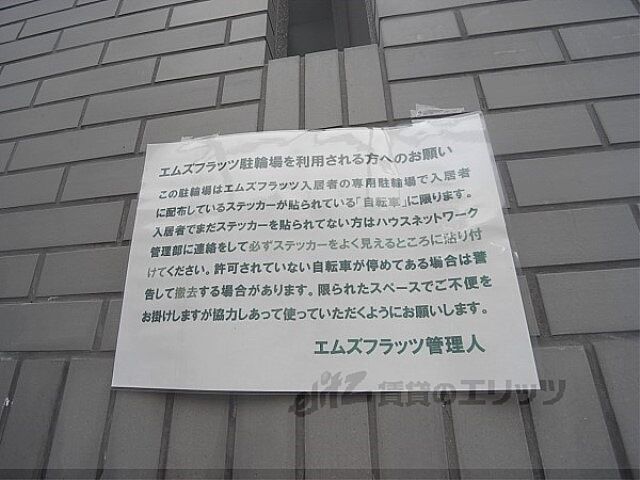 エムズフラッツ駐輪場を利用される方へのお願い
この駐輪場はエムズフラッツ入居者の専用駐輪場で入居者
に配布しているステッカーが貼られている「自転車」に限ります。
入居者でまだステッカーを貼られてない方はハウスネットワーク
管理部に連絡をして必ずステッカーをよく見えるところに貼り付
けてください。許可されていない自転車が停めてある場合は警
告して撤去する場合があります。限られたスペースでご不便を
お掛けしますが協力しあって使っていただくようにお願いします。
エムズフラッツ管理人
elitz 賃貸のエリッツ